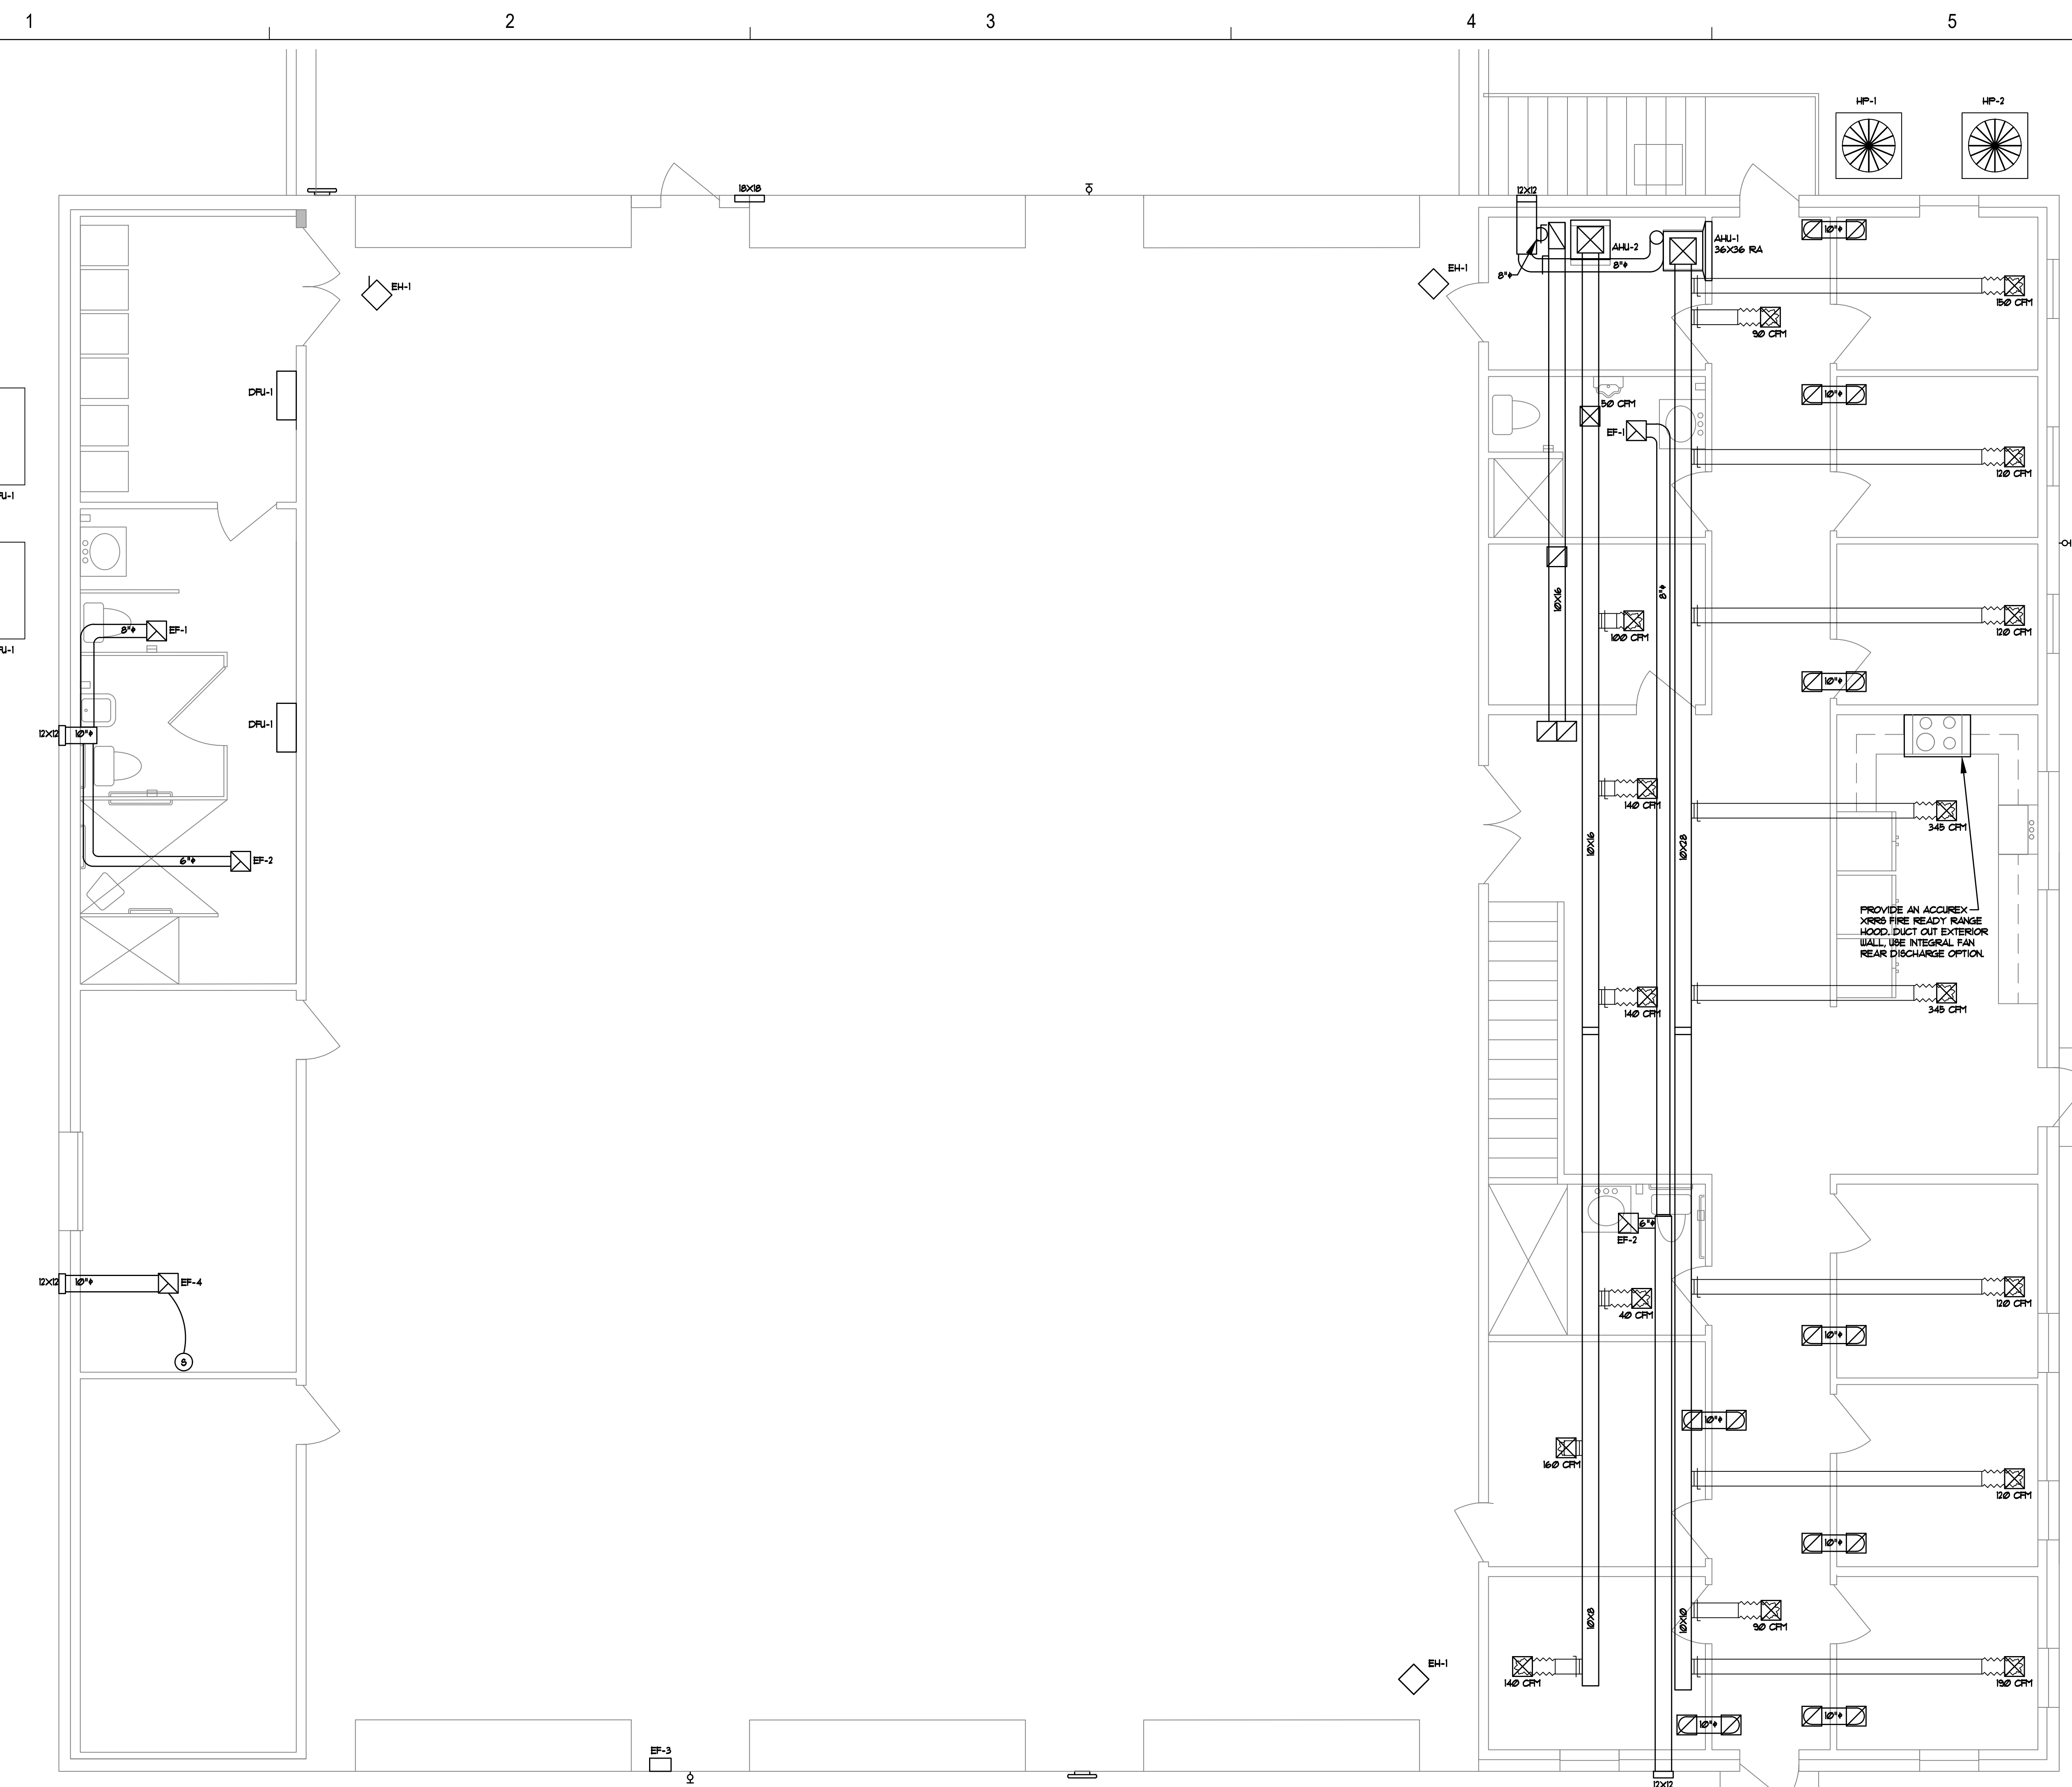 1
2
3
4
5
HP-1
HP-2
18X18
12X12
10"ϕ
AHU-2
AHU-1
36X36 RA
EH-1
EH-1
8"ϕ
8"ϕ
150 CFM
90 CFM
DFU-1
10"ϕ
50 CFM
EF-1
120 CFM
FU-1
10X16
8"ϕ
100 CFM
120 CFM
8"ϕ
EF-1
FU-1
10"ϕ
DFU-1
12X12
10"ϕ
140 CFM
345 CFM
10X16
10X28
6"ϕ
EF-2
PROVIDE AN ACCUREX
XRRS FIRE READY RANGE
HOOD. DUCT OUT EXTERIOR
WALL, USE INTEGRAL FAN
REAR DISCHARGE OPTION.
140 CFM
345 CFM
6"ϕ
EF-2
12X12
10"ϕ
EF-4
40 CFM
120 CFM
10"ϕ
S
10"ϕ
160 CFM
120 CFM
10"ϕ
10X8
10X10
90 CFM
EH-1
140 CFM
190 CFM
10"ϕ
10"ϕ
EF-3
12X12